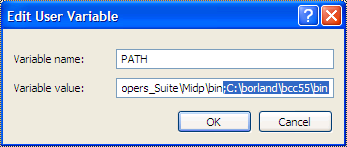 Edit User Variable
Variable name: PATH
Variable value: opers_Suite\Midp\bin;C:\borland\bcc55\bin
OK Cancel